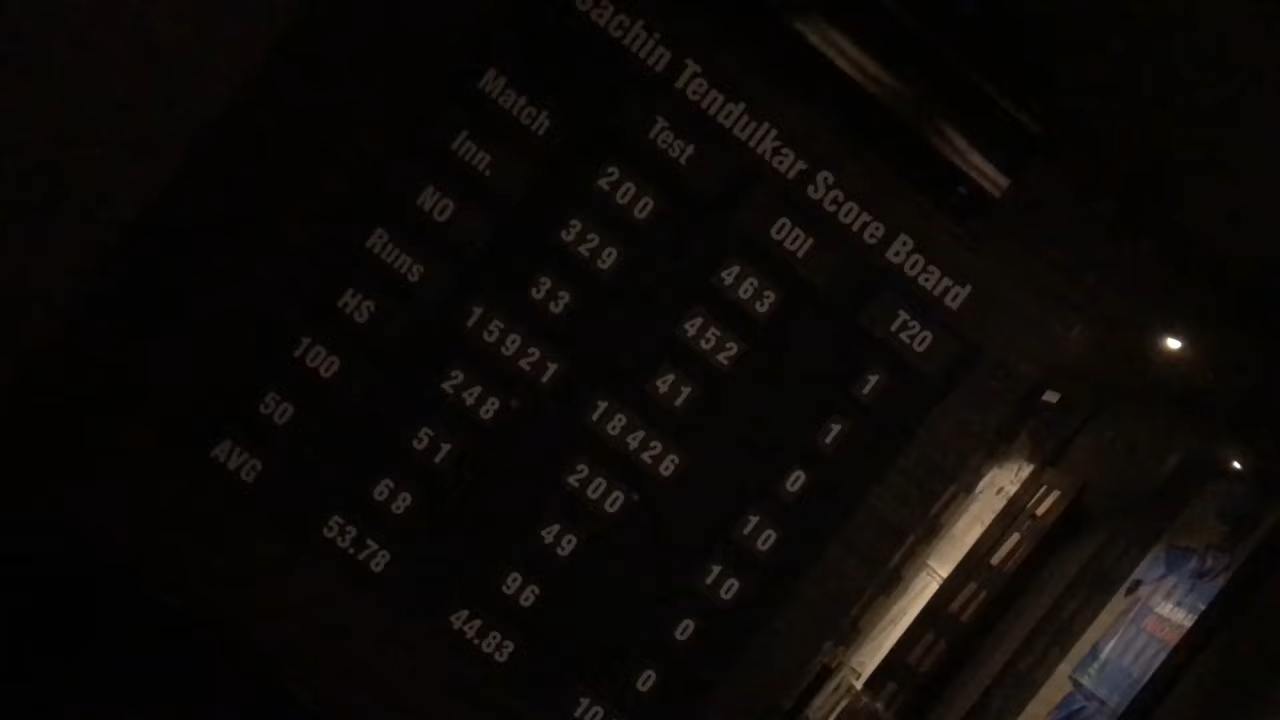 Sachin Tendulkar Score Board
Test ODI T20
Match 200 463 1
Inn. 329 452 1
NO 33 41 0
Runs 15921 18426 10
HS 248* 200* 10
100 51 49 0
50 68 96 0
AVG 53.78 44.83